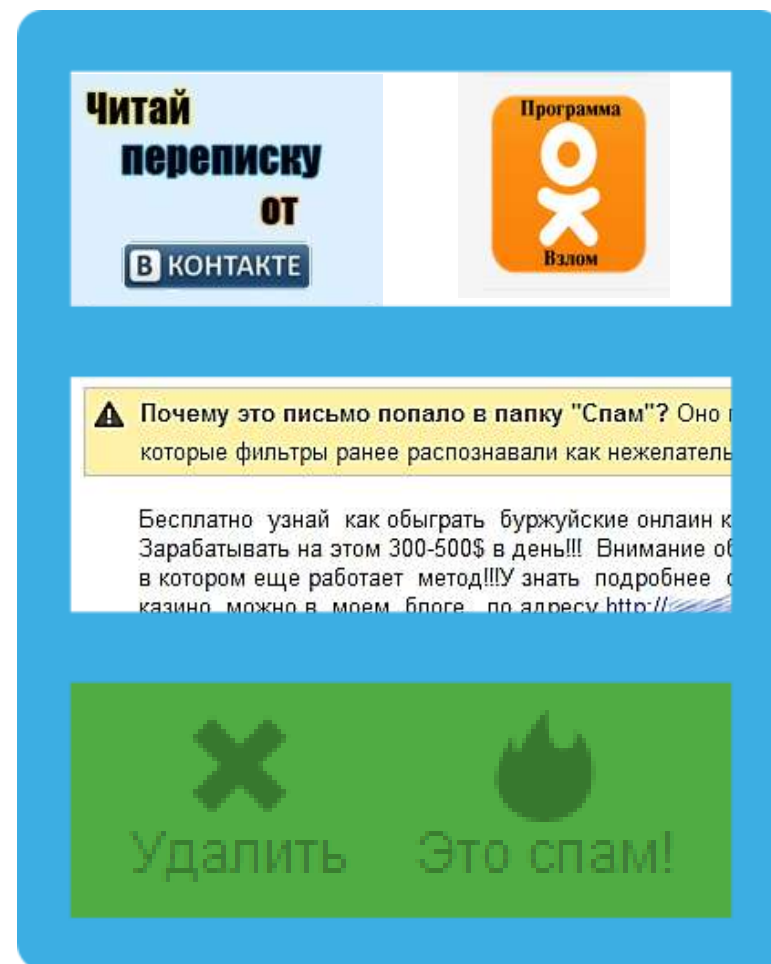 Читай
переписку
от
В КОНТАКТЕ
Программа
Взлом
Почему это письмо попало в папку "Спам"? Оно
которые фильтры ранее распознавали как нежелатель
Бесплатно узнай как обыграть буржуйские онлаин к
Зарабатывать на этом 300-500$ в день!!! Внимание об
в котором еще работает метод!!!У знать подробнее
казино можно в моем блоге по адресу http://
Удалить Это спам!